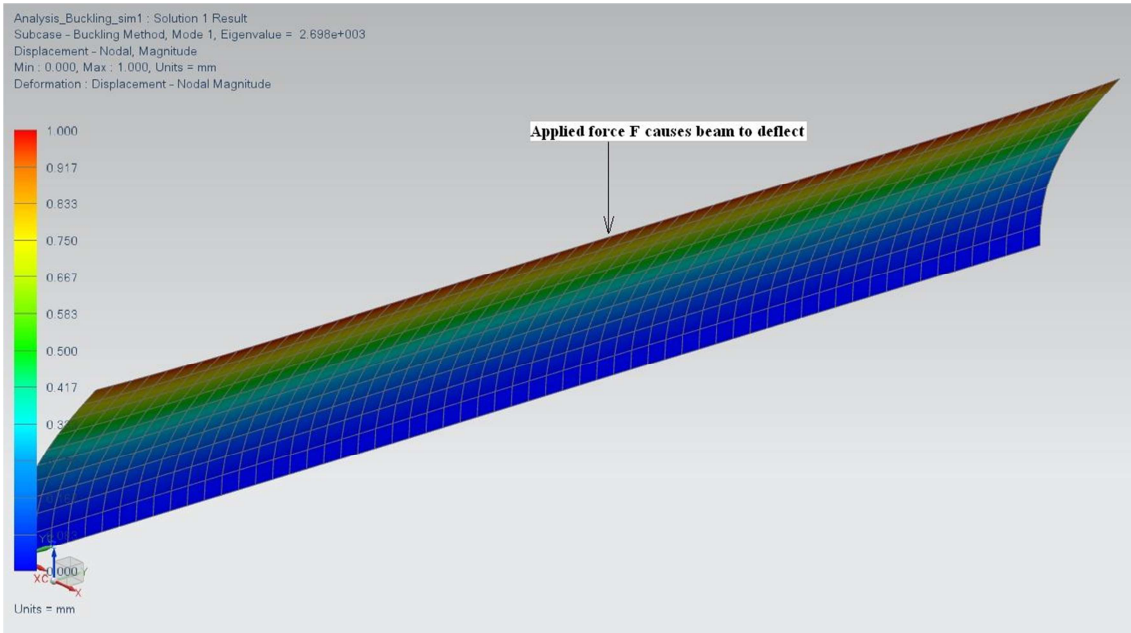 Analysis_Buckling_sim1 : Solution 1 Result
Subcase - Buckling Method, Mode 1, Eigenvalue = 2.698e+003
Displacement - Nodal, Magnitude
Min : 0.000, Max : 1.000, Units = mm
Deformation : Displacement - Nodal Magnitude
Applied force F causes beam to deflect
1.000
0.917
0.833
0.750
0.667
0.583
0.500
0.417
0.000
Y
XC
X
Units = mm